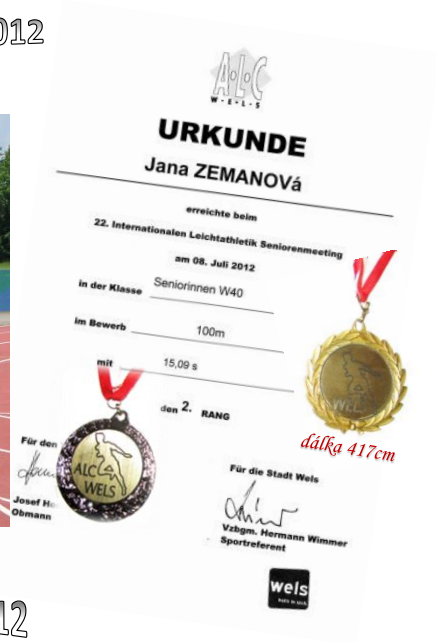 012
A·L·C
W·E·L·S
URKUNDE
Jana ZEMANOVá
erreichte beim
22. Internationalen Leichtathletik Seniorenmeeting
am 08. Juli 2012
in der Klasse Seniorinnen W40
im Bewerb 100m
mit 15,09 s
den 2. RANG
WELS
dálka 417cm
Für den
ALC
WELS
Josef
Obmann
Für die Stadt Wels
Vzbgm. Hermann Wimmer
Sportreferent
wels
12